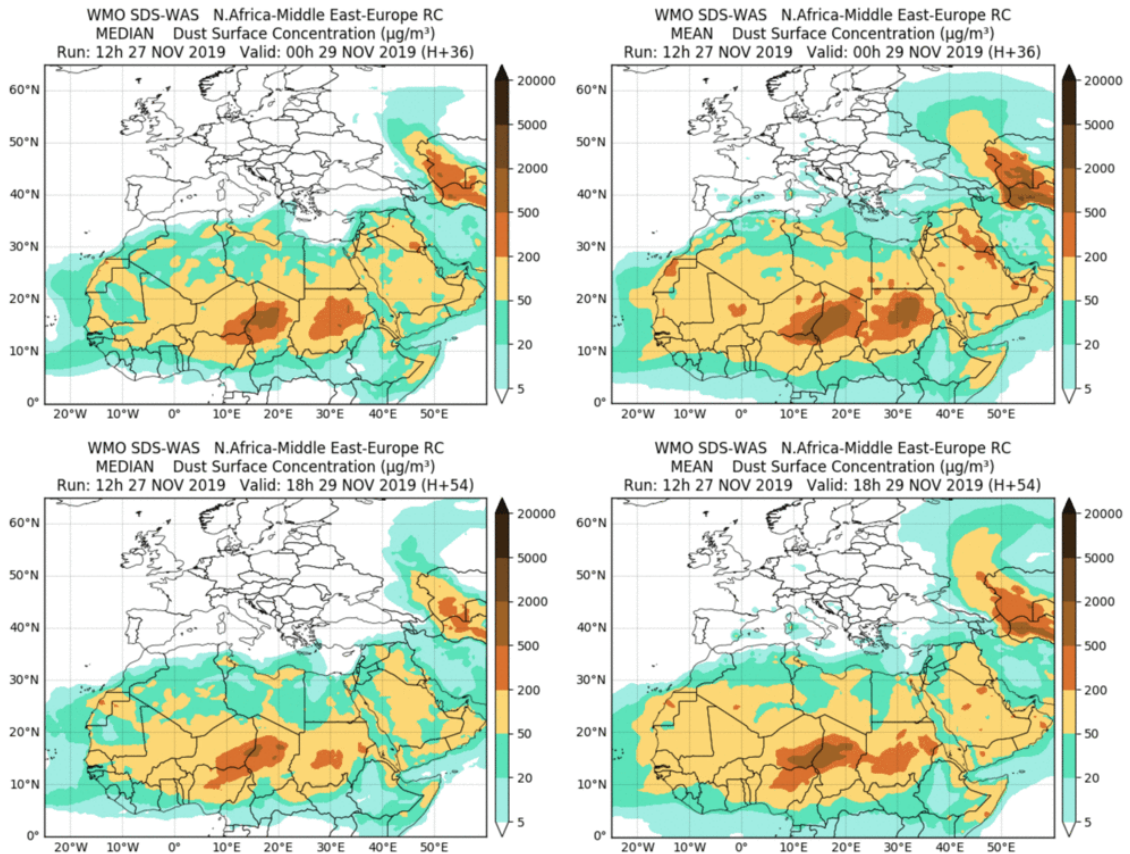 WMO SDS-WAS N.Africa-Middle East-Europe RC
MEDIAN Dust Surface Concentration (µg/m³)
Run: 12h 27 NOV 2019 Valid: 00h 29 NOV 2019 (H+36)
60°N
50°N
40°N
30°N
20°N
10°N
0°
20°W 10°W 0° 10°E 20°E 30°E 40°E 50°E
20000
5000
2000
500
200
50
20
5
WMO SDS-WAS N.Africa-Middle East-Europe RC
MEAN Dust Surface Concentration (µg/m³)
Run: 12h 27 NOV 2019 Valid: 00h 29 NOV 2019 (H+36)
60°N
50°N
40°N
30°N
20°N
10°N
0°
20°W 10°W 0° 10°E 20°E 30°E 40°E 50°E
20000
5000
2000
500
200
50
20
5
WMO SDS-WAS N.Africa-Middle East-Europe RC
MEDIAN Dust Surface Concentration (µg/m³)
Run: 12h 27 NOV 2019 Valid: 18h 29 NOV 2019 (H+54)
60°N
50°N
40°N
30°N
20°N
10°N
0°
20°W 10°W 0° 10°E 20°E 30°E 40°E 50°E
20000
5000
2000
500
200
50
20
5
WMO SDS-WAS N.Africa-Middle East-Europe RC
MEAN Dust Surface Concentration (µg/m³)
Run: 12h 27 NOV 2019 Valid: 18h 29 NOV 2019 (H+54)
60°N
50°N
40°N
30°N
20°N
10°N
0°
20°W 10°W 0° 10°E 20°E 30°E 40°E 50°E
20000
5000
2000
500
200
50
20
5